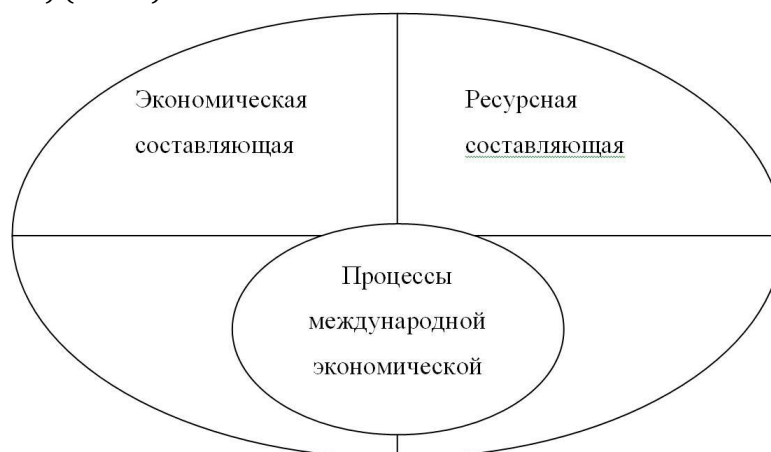 Экономическая
составляющая
Ресурсная
составляющая
Процессы
международной
экономической